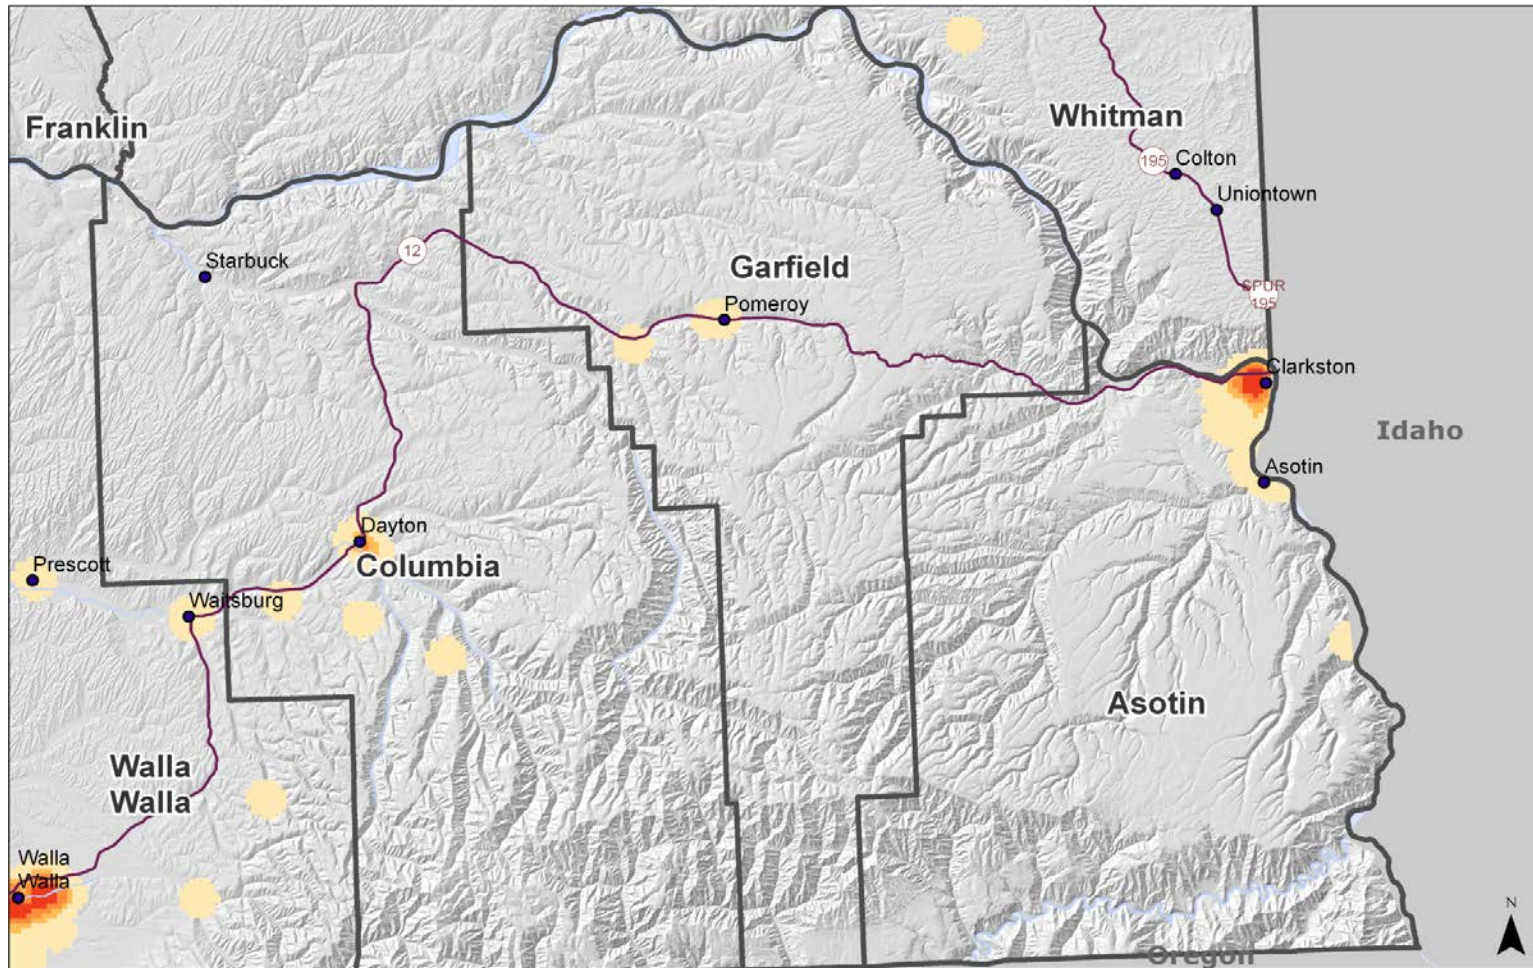 Franklin
Whitman
195
Colton
Uniontown
12
Starbuck
Garfield
Pomeroy
SPUR
195
Clarkston
Idaho
Asotin
Dayton
Columbia
Prescott
Waitsburg
Asotin
Walla
Walla
Walla
Walla
N
Oregon